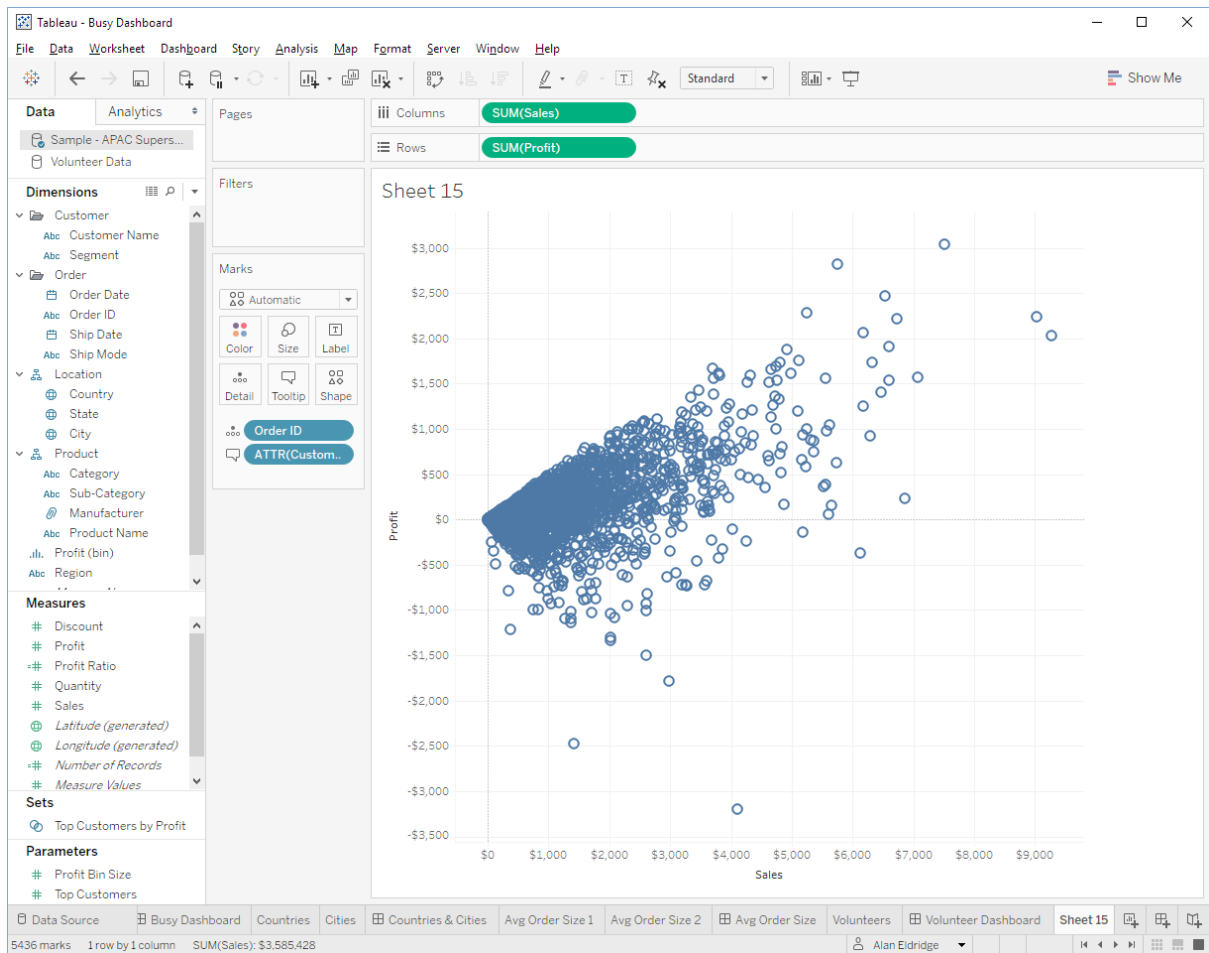 Tableau - Busy Dashboard
File Data Worksheet Dashboard Story Analysis Map Format Server Window Help
Standard
Show Me
Data Analytics
Sample - APAC Supers...
Volunteer Data
Dimensions
Customer
Abc Customer Name
Abc Segment
Order
Order Date
Abc Order ID
Ship Date
Abc Ship Mode
Location
Country
State
City
Product
Abc Category
Abc Sub-Category
Manufacturer
Abc Product Name
Profit (bin)
Abc Region
Measures
# Discount
# Profit
=# Profit Ratio
# Quantity
# Sales
Latitude (generated)
Longitude (generated)
=# Number of Records
# Measure Values
Sets
Top Customers by Profit
Parameters
# Profit Bin Size
# Top Customers
Pages
Filters
Marks
Automatic
Color Size T Label
Detail Tooltip Shape
Order ID
ATTR(Custom..
iii Columns SUM(Sales)
Rows SUM(Profit)
Sheet 15
$3,000
$2,500
$2,000
$1,500
$1,000
$500
$0
-$500
-$1,000
-$1,500
-$2,000
-$2,500
-$3,000
-$3,500
Profit
$0 $1,000 $2,000 $3,000 $4,000 $5,000 $6,000 $7,000 $8,000 $9,000
Sales
Data Source Busy Dashboard Countries Cities Countries & Cities Avg Order Size 1 Avg Order Size 2 Avg Order Size Volunteers Volunteer Dashboard Sheet 15
5436 marks 1 row by 1 column SUM(Sales): $3,585,428 Alan Eldridge